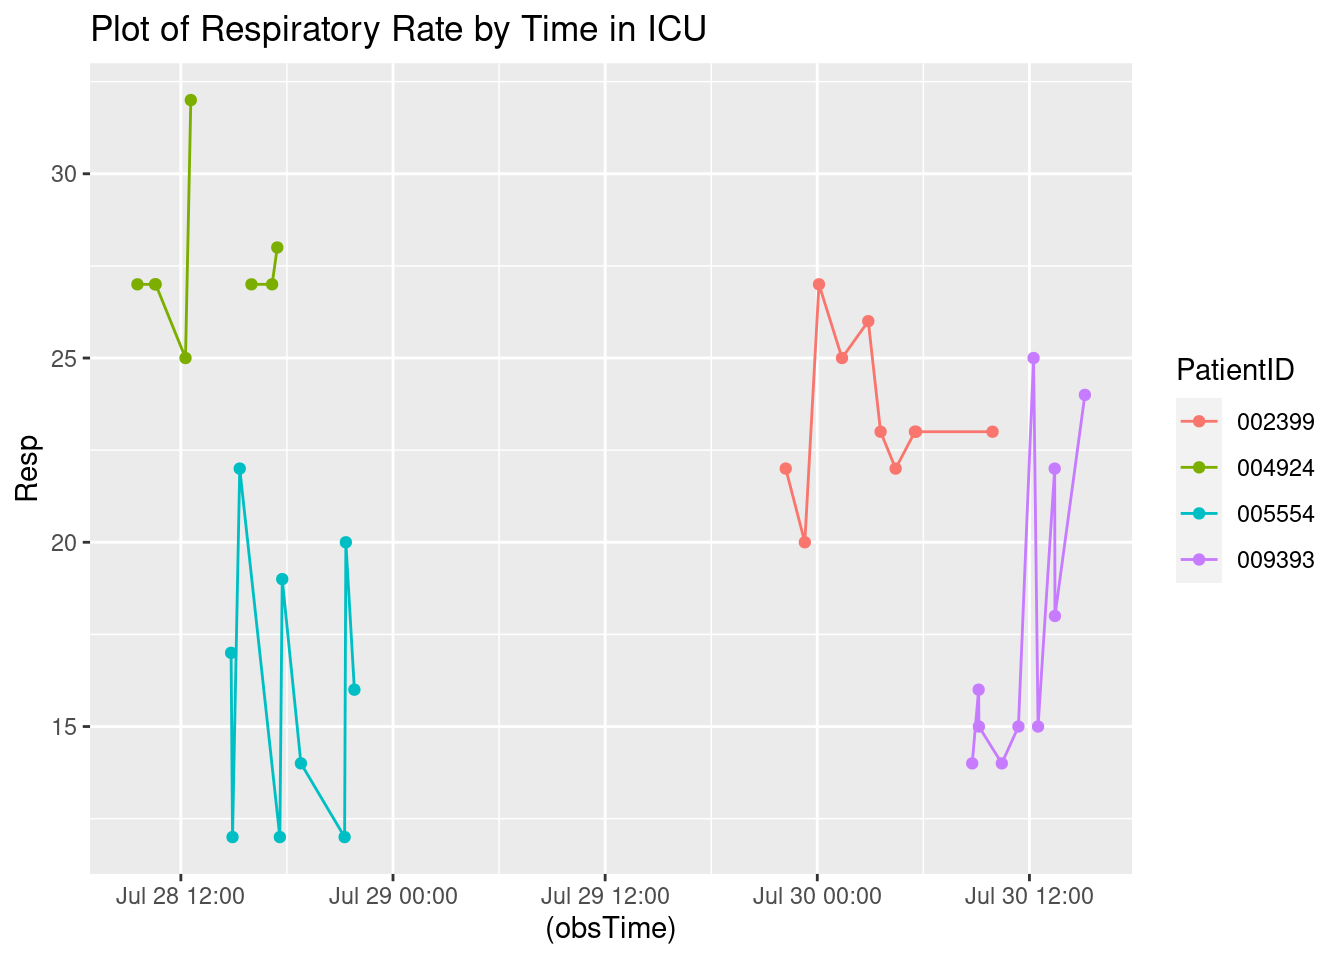 Plot of Respiratory Rate by Time in ICU
30
25
20
15
Resp
Jul 28 12:00
Jul 29 00:00
Jul 29 12:00
Jul 30 00:00
Jul 30 12:00
(obsTime)
PatientID
002399
004924
005554
009393